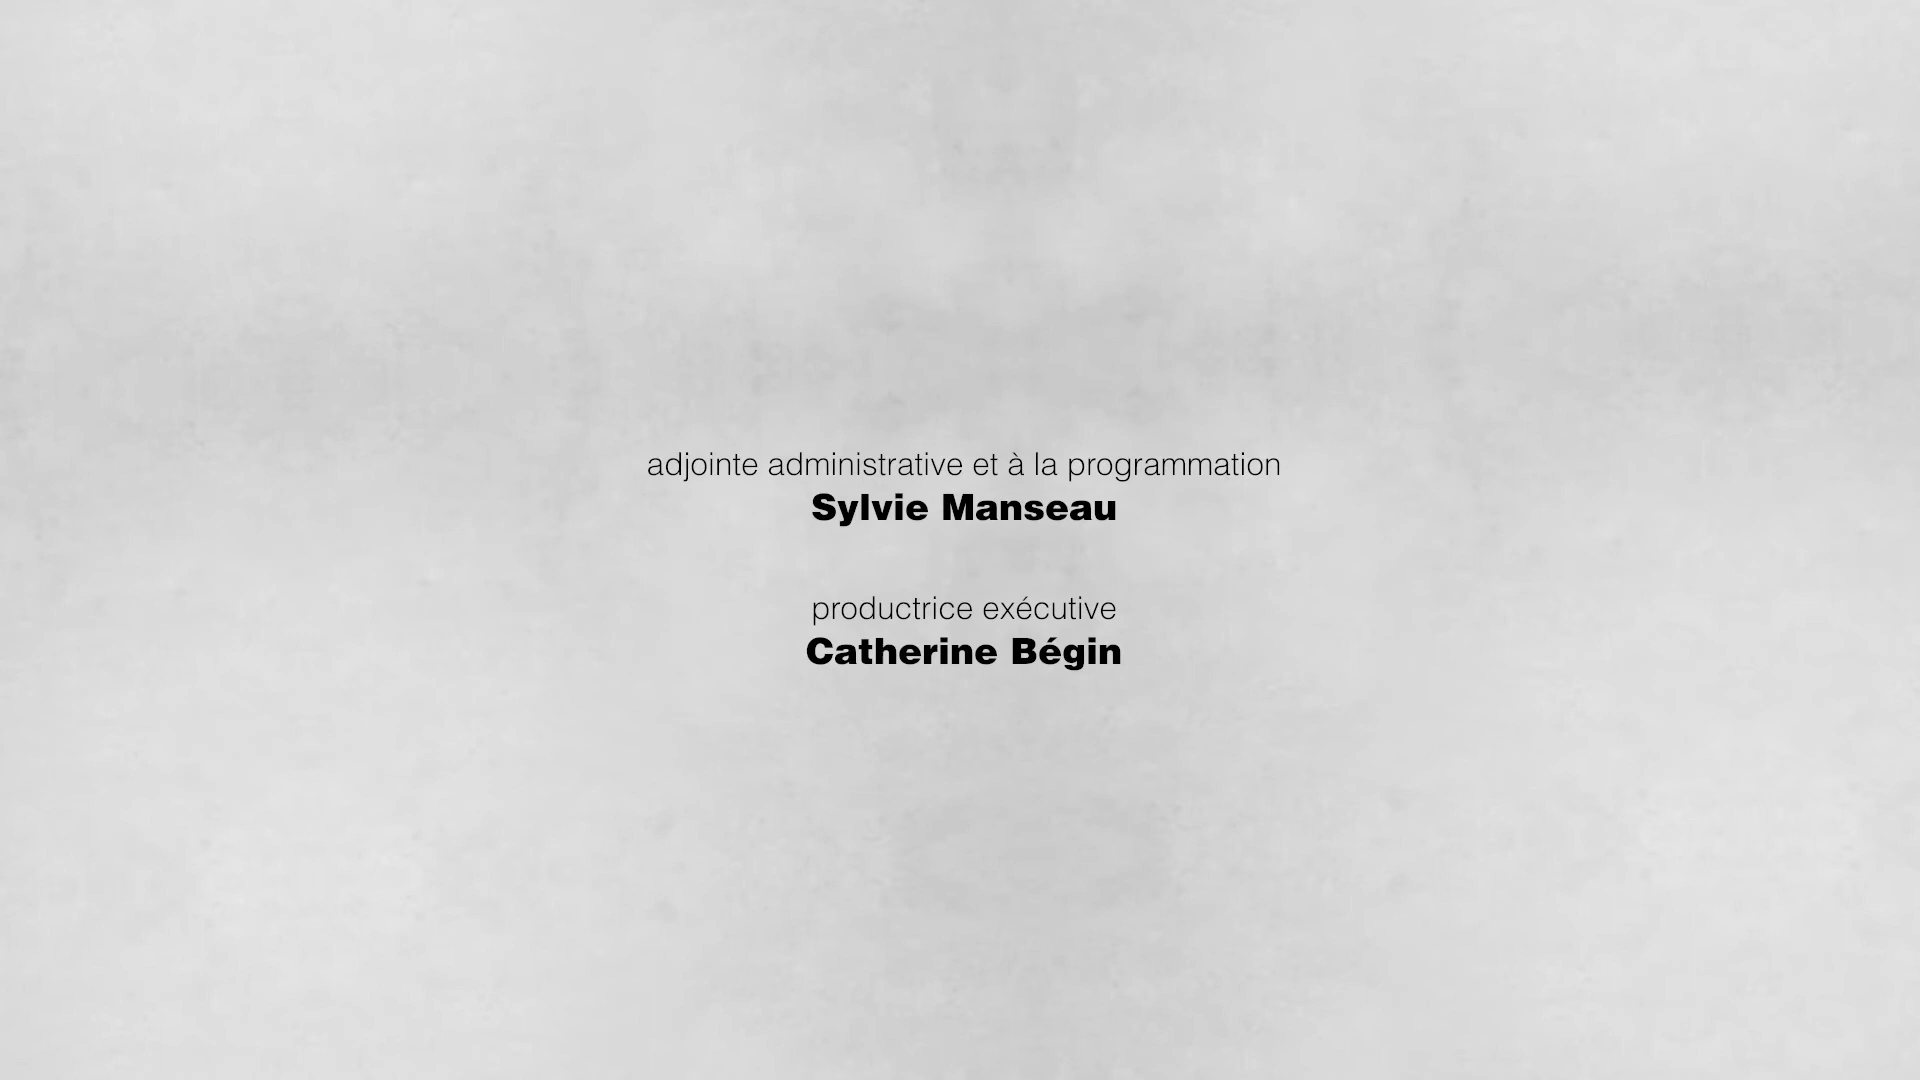 adjointe administrative et à la programmation
Sylvie Manseau
productrice exécutive
Catherine Bégin